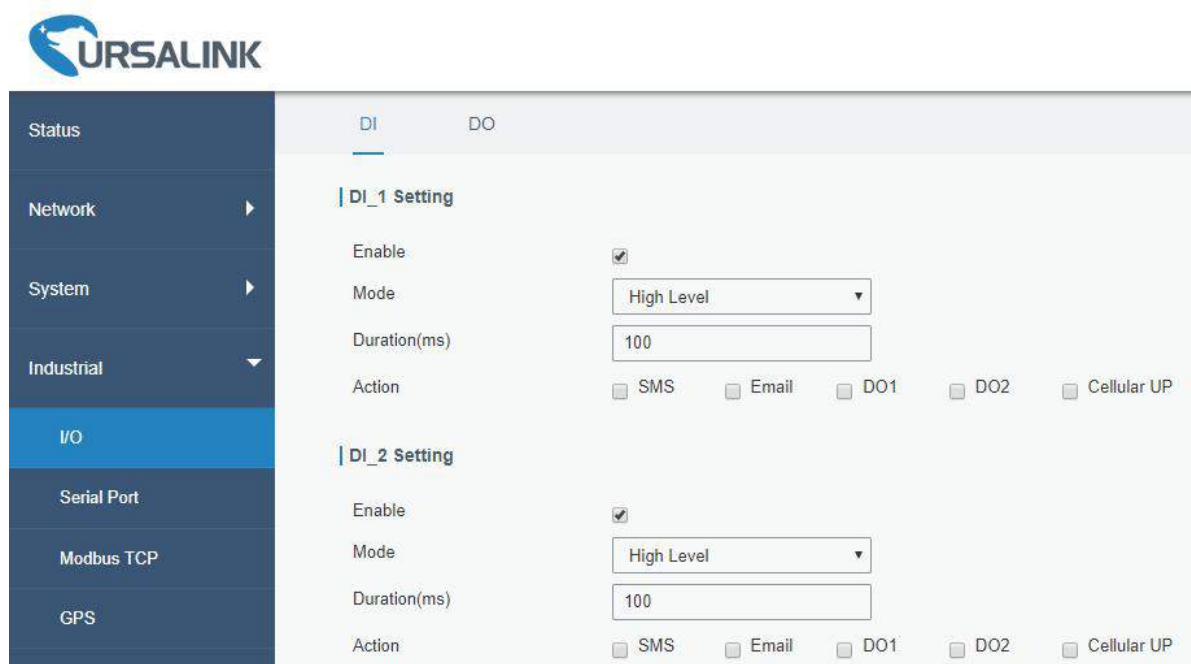 URSALINK
Status
Network
System
Industrial
I/O
Serial Port
Modbus TCP
GPS
DI DO
DI_1 Setting
Enable
Mode High Level
Duration(ms) 100
Action SMS Email DO1 DO2 Cellular UP
DI_2 Setting
Enable
Mode High Level
Duration(ms) 100
Action SMS Email DO1 DO2 Cellular UP